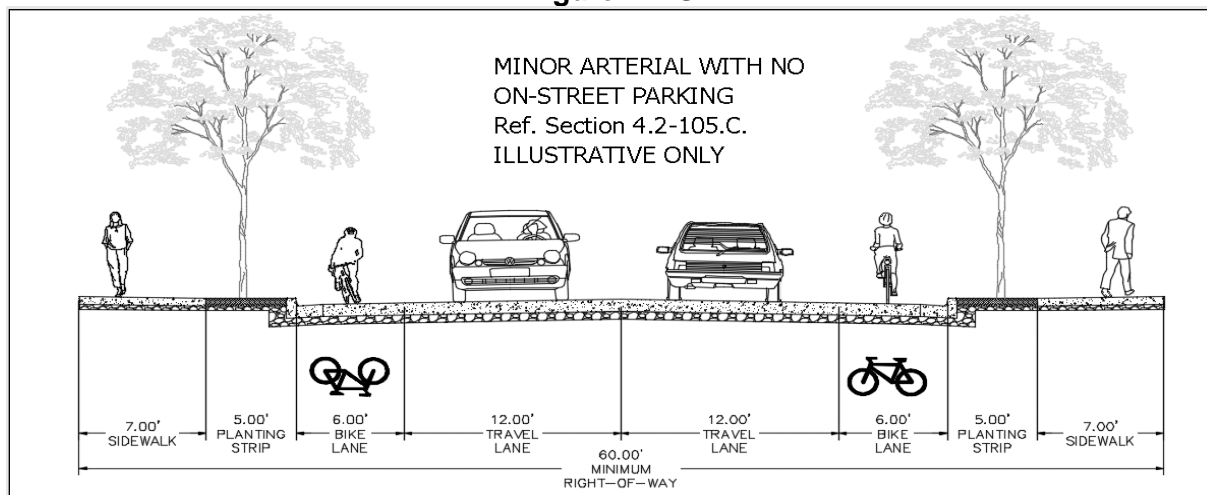 MINOR ARTERIAL WITH NO
ON-STREET PARKING
Ref. Section 4.2-105.C.
ILLUSTRATIVE ONLY
7.00'
SIDEWALK
5.00'
PLANTING
STRIP
6.00'
BIKE
LANE
12.00'
TRAVEL
LANE
12.00'
TRAVEL
LANE
6.00'
BIKE
LANE
5.00'
PLANTING
STRIP
7.00'
SIDEWALK
60.00'
MINIMUM
RIGHT-OF-WAY